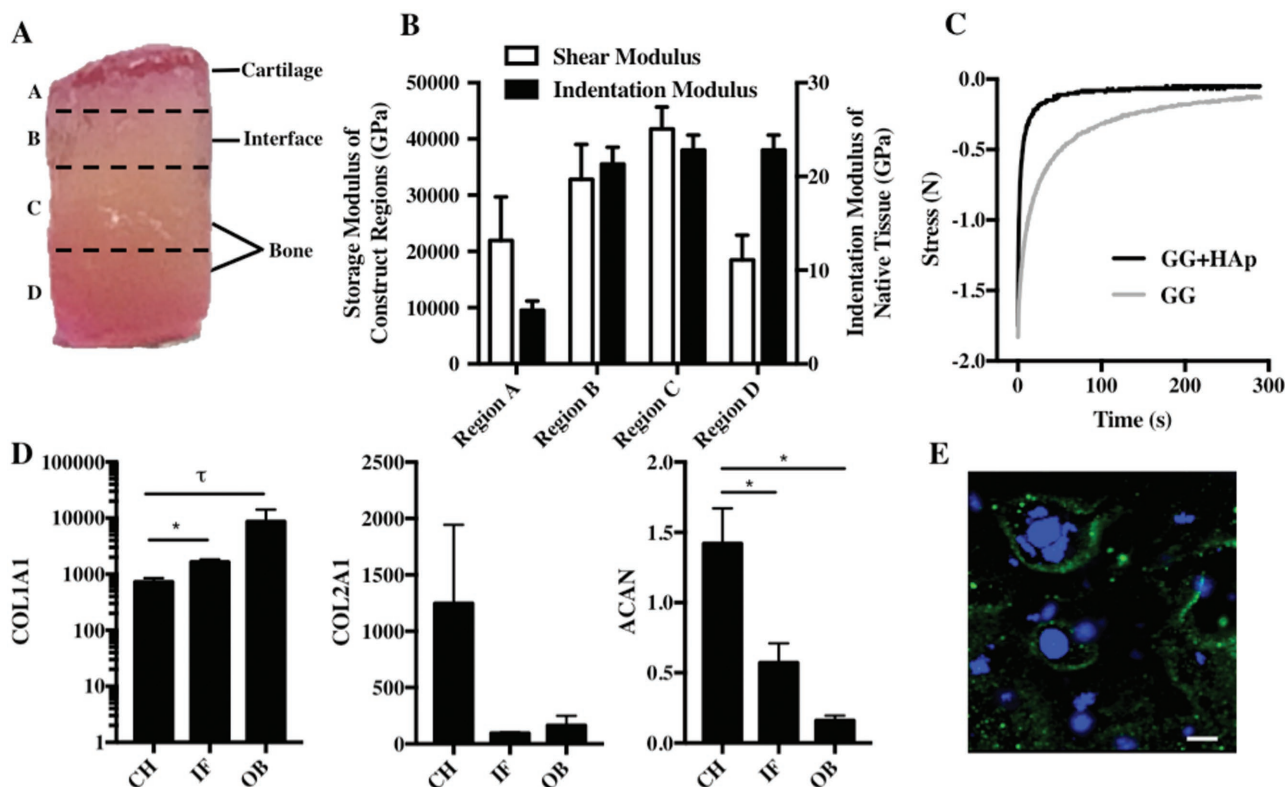 A
Cartilage
A
B
Interface
C
Bone
D
B
Shear Modulus
Indentation Modulus
Storage Modulus of
Construct Regions (GPa)
50000
40000
30000
20000
10000
0
30
20
10
0
Indentation Modulus of
Native Tissue (GPa)
Region A
Region B
Region C
Region D
C
Stress (N)
0.0
-0.5
-1.0
-1.5
-2.0
GG+HAp
GG
0
100
200
300
Time (s)
D
COL1A1
100000
10000
1000
100
10
1
τ
*
CH
IF
OB
COL2A1
2500
2000
1500
1000
500
0
CH
IF
OB
ACAN
2.0
1.5
1.0
0.5
0.0
*
*
CH
IF
OB
E